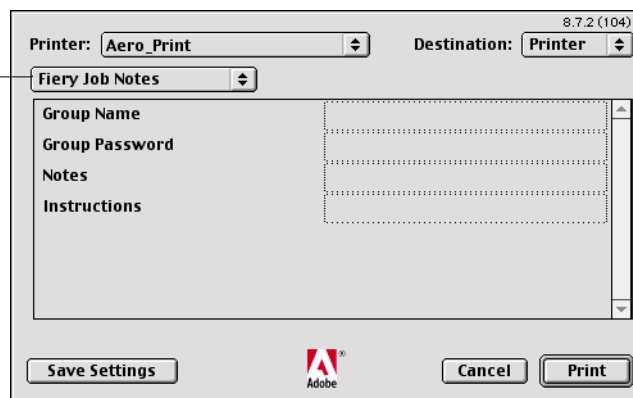 8.7.2 (104)
Printer: Aero_Print Destination: Printer
Fiery Job Notes
Group Name
Group Password
Notes
Instructions
Save Settings Adobe® Cancel Print